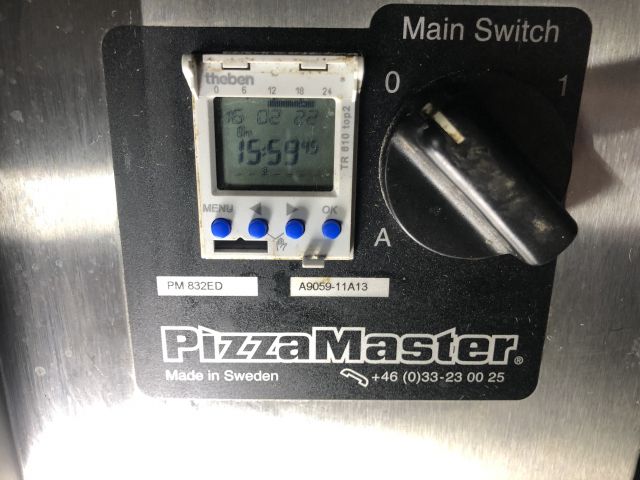 Main Switch
0 1
theben
0 6 12 18 24
16 02 22
15:59 45
TR 610 top2
MENU OK
A
PM 832ED A9059-11A13
PizzaMaster®
Made in Sweden +46 (0)33-23 00 25